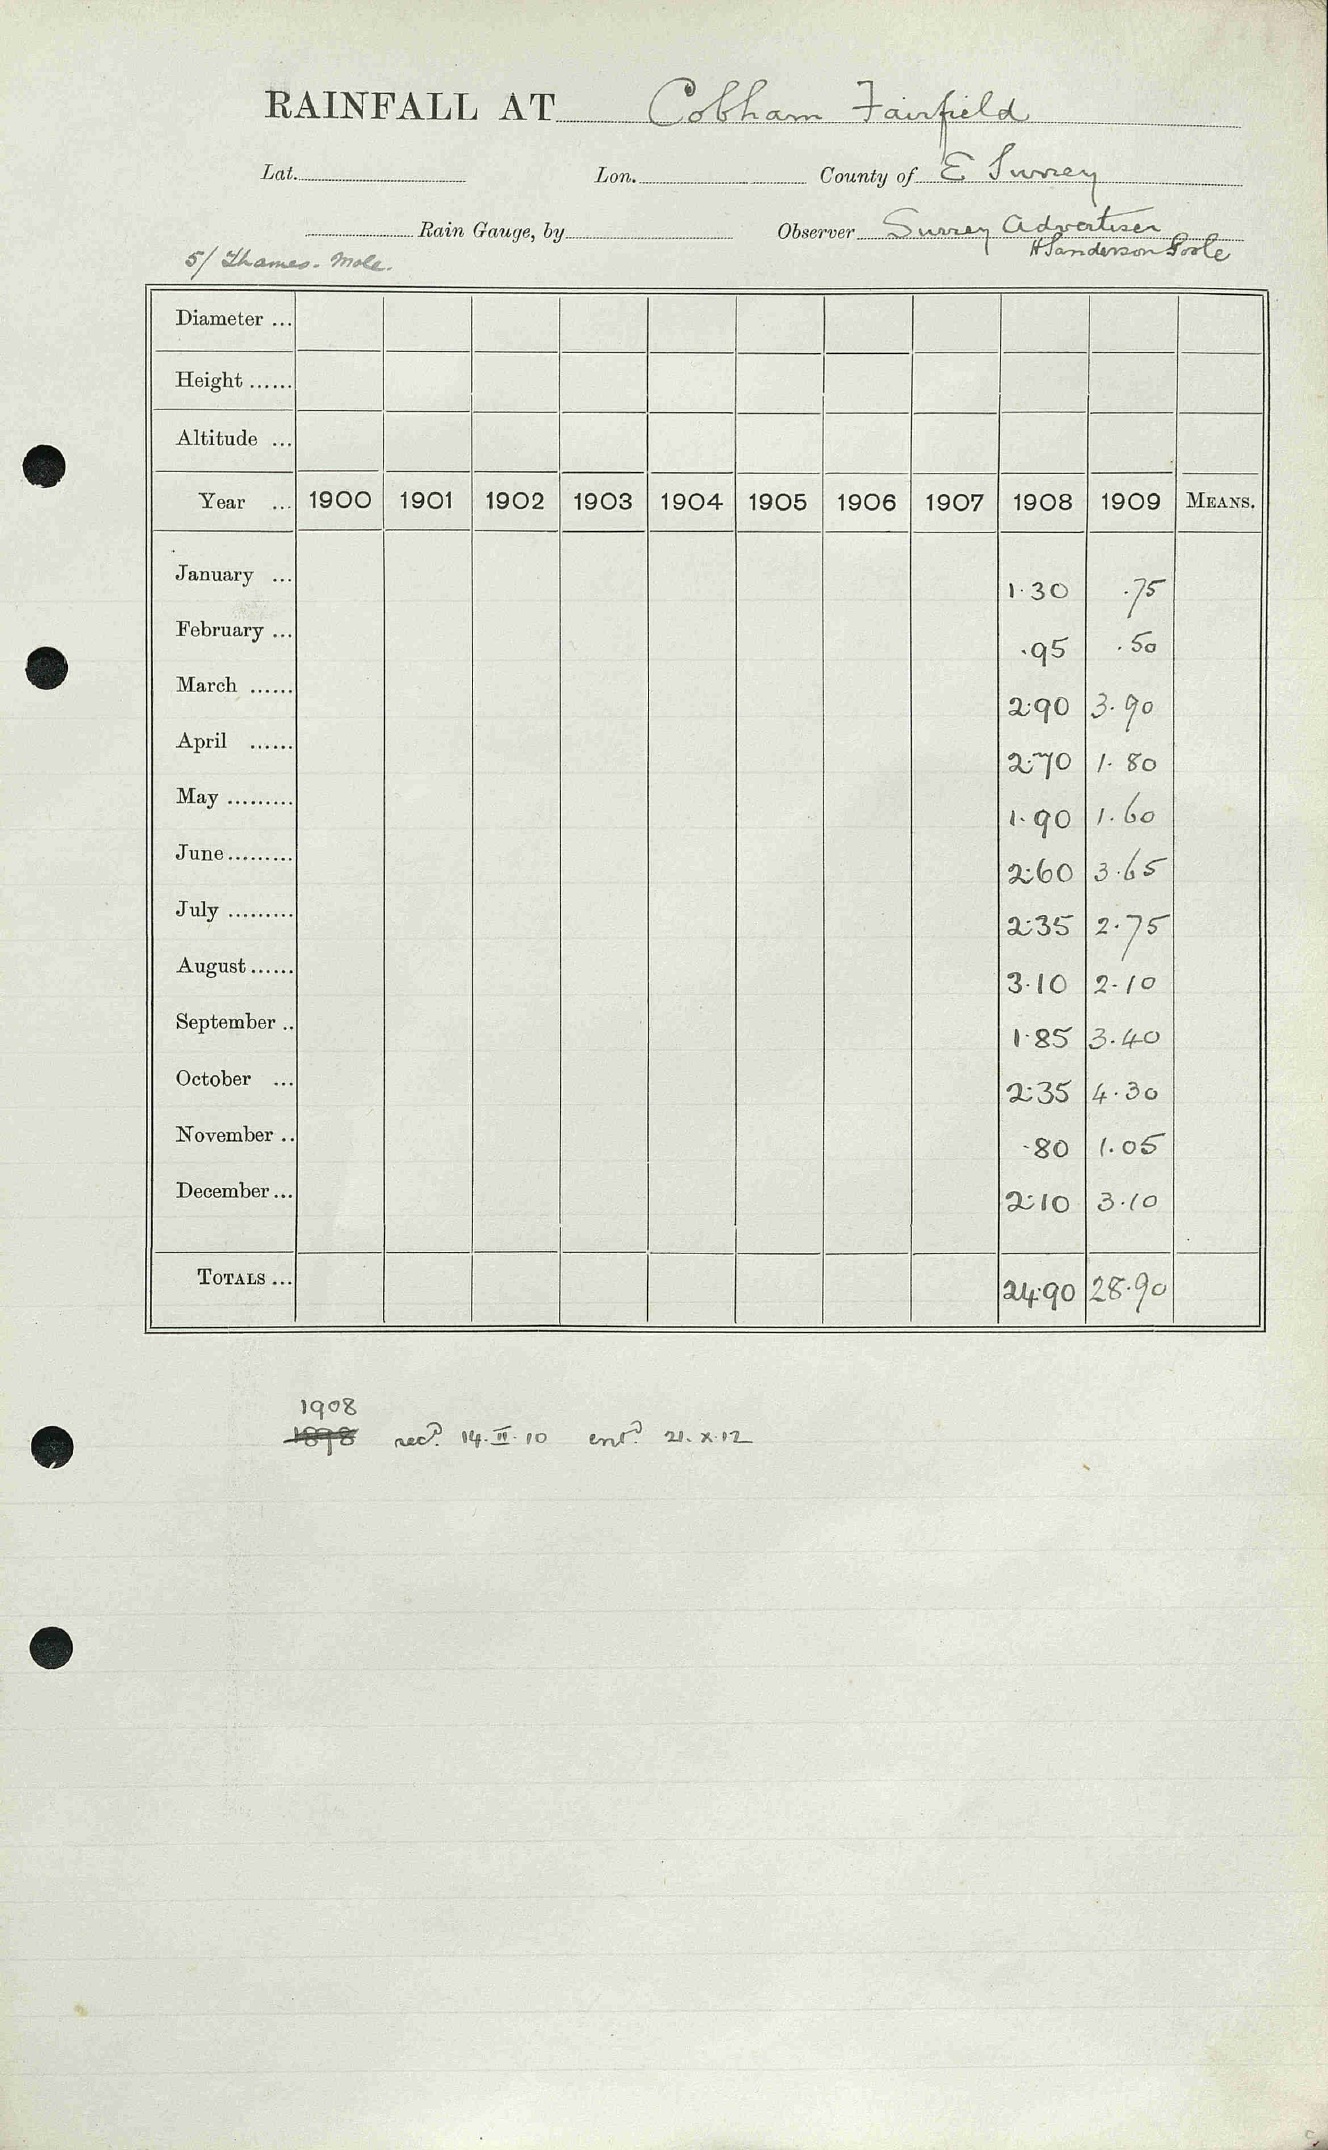 RAINFALL AT Cobham Fairfield
Lat. Lon. County of E Surrey
Rain Gauge, by Observer Surrey Advertiser
H Sanderson Poole
5/ Thames. Mole.
Diameter ...
Height ......
Altitude ...
Year ... 1900 1901 1902 1903 1904 1905 1906 1907 1908 1909 MEANS.
January ... 1.30 .75
February ... .95 .50
March ...... 2.90 3.90
April ...... 2.70 1.80
May ......... 1.90 1.60
June ......... 2.60 3.65
July ......... 2.35 2.75
August ...... 3.10 2.10
September .. 1.85 3.40
October ... 2.35 4.30
November .. .80 1.05
December ... 2.10 3.10
TOTALS ... 24.90 28.90
1908
1898 recd. 14.II.10 entd. 21.X.12